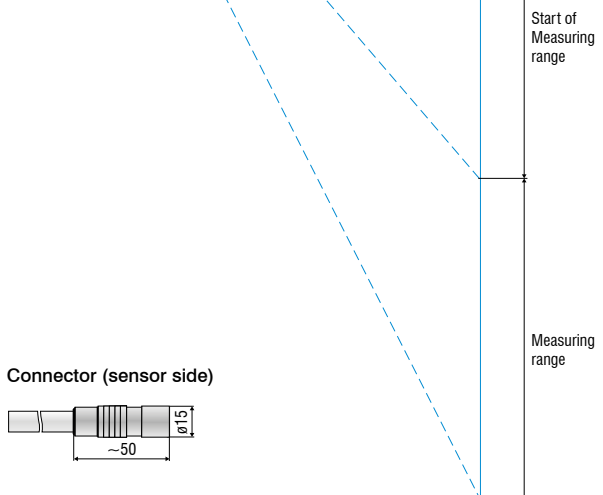 Start of
Measuring
range
Measuring
range
Connector (sensor side)
ø15
~50